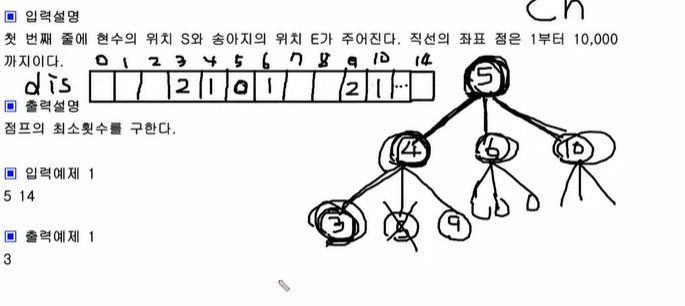 Ch
▣ 입력설명
첫 번째 줄에 현수의 위치 S와 송아지의 위치 E가 주어진다. 직선의 좌표 점은 1부터 10,000
까지이다.
0 1 2 3 4 5 6 7 8 9 10 14
dis 2 1 0 1 2 1 ...
▣ 출력설명
점프의 최소횟수를 구한다.
▣ 입력예제 1
5 14
▣ 출력예제 1
3
5
4 6 10
3 9